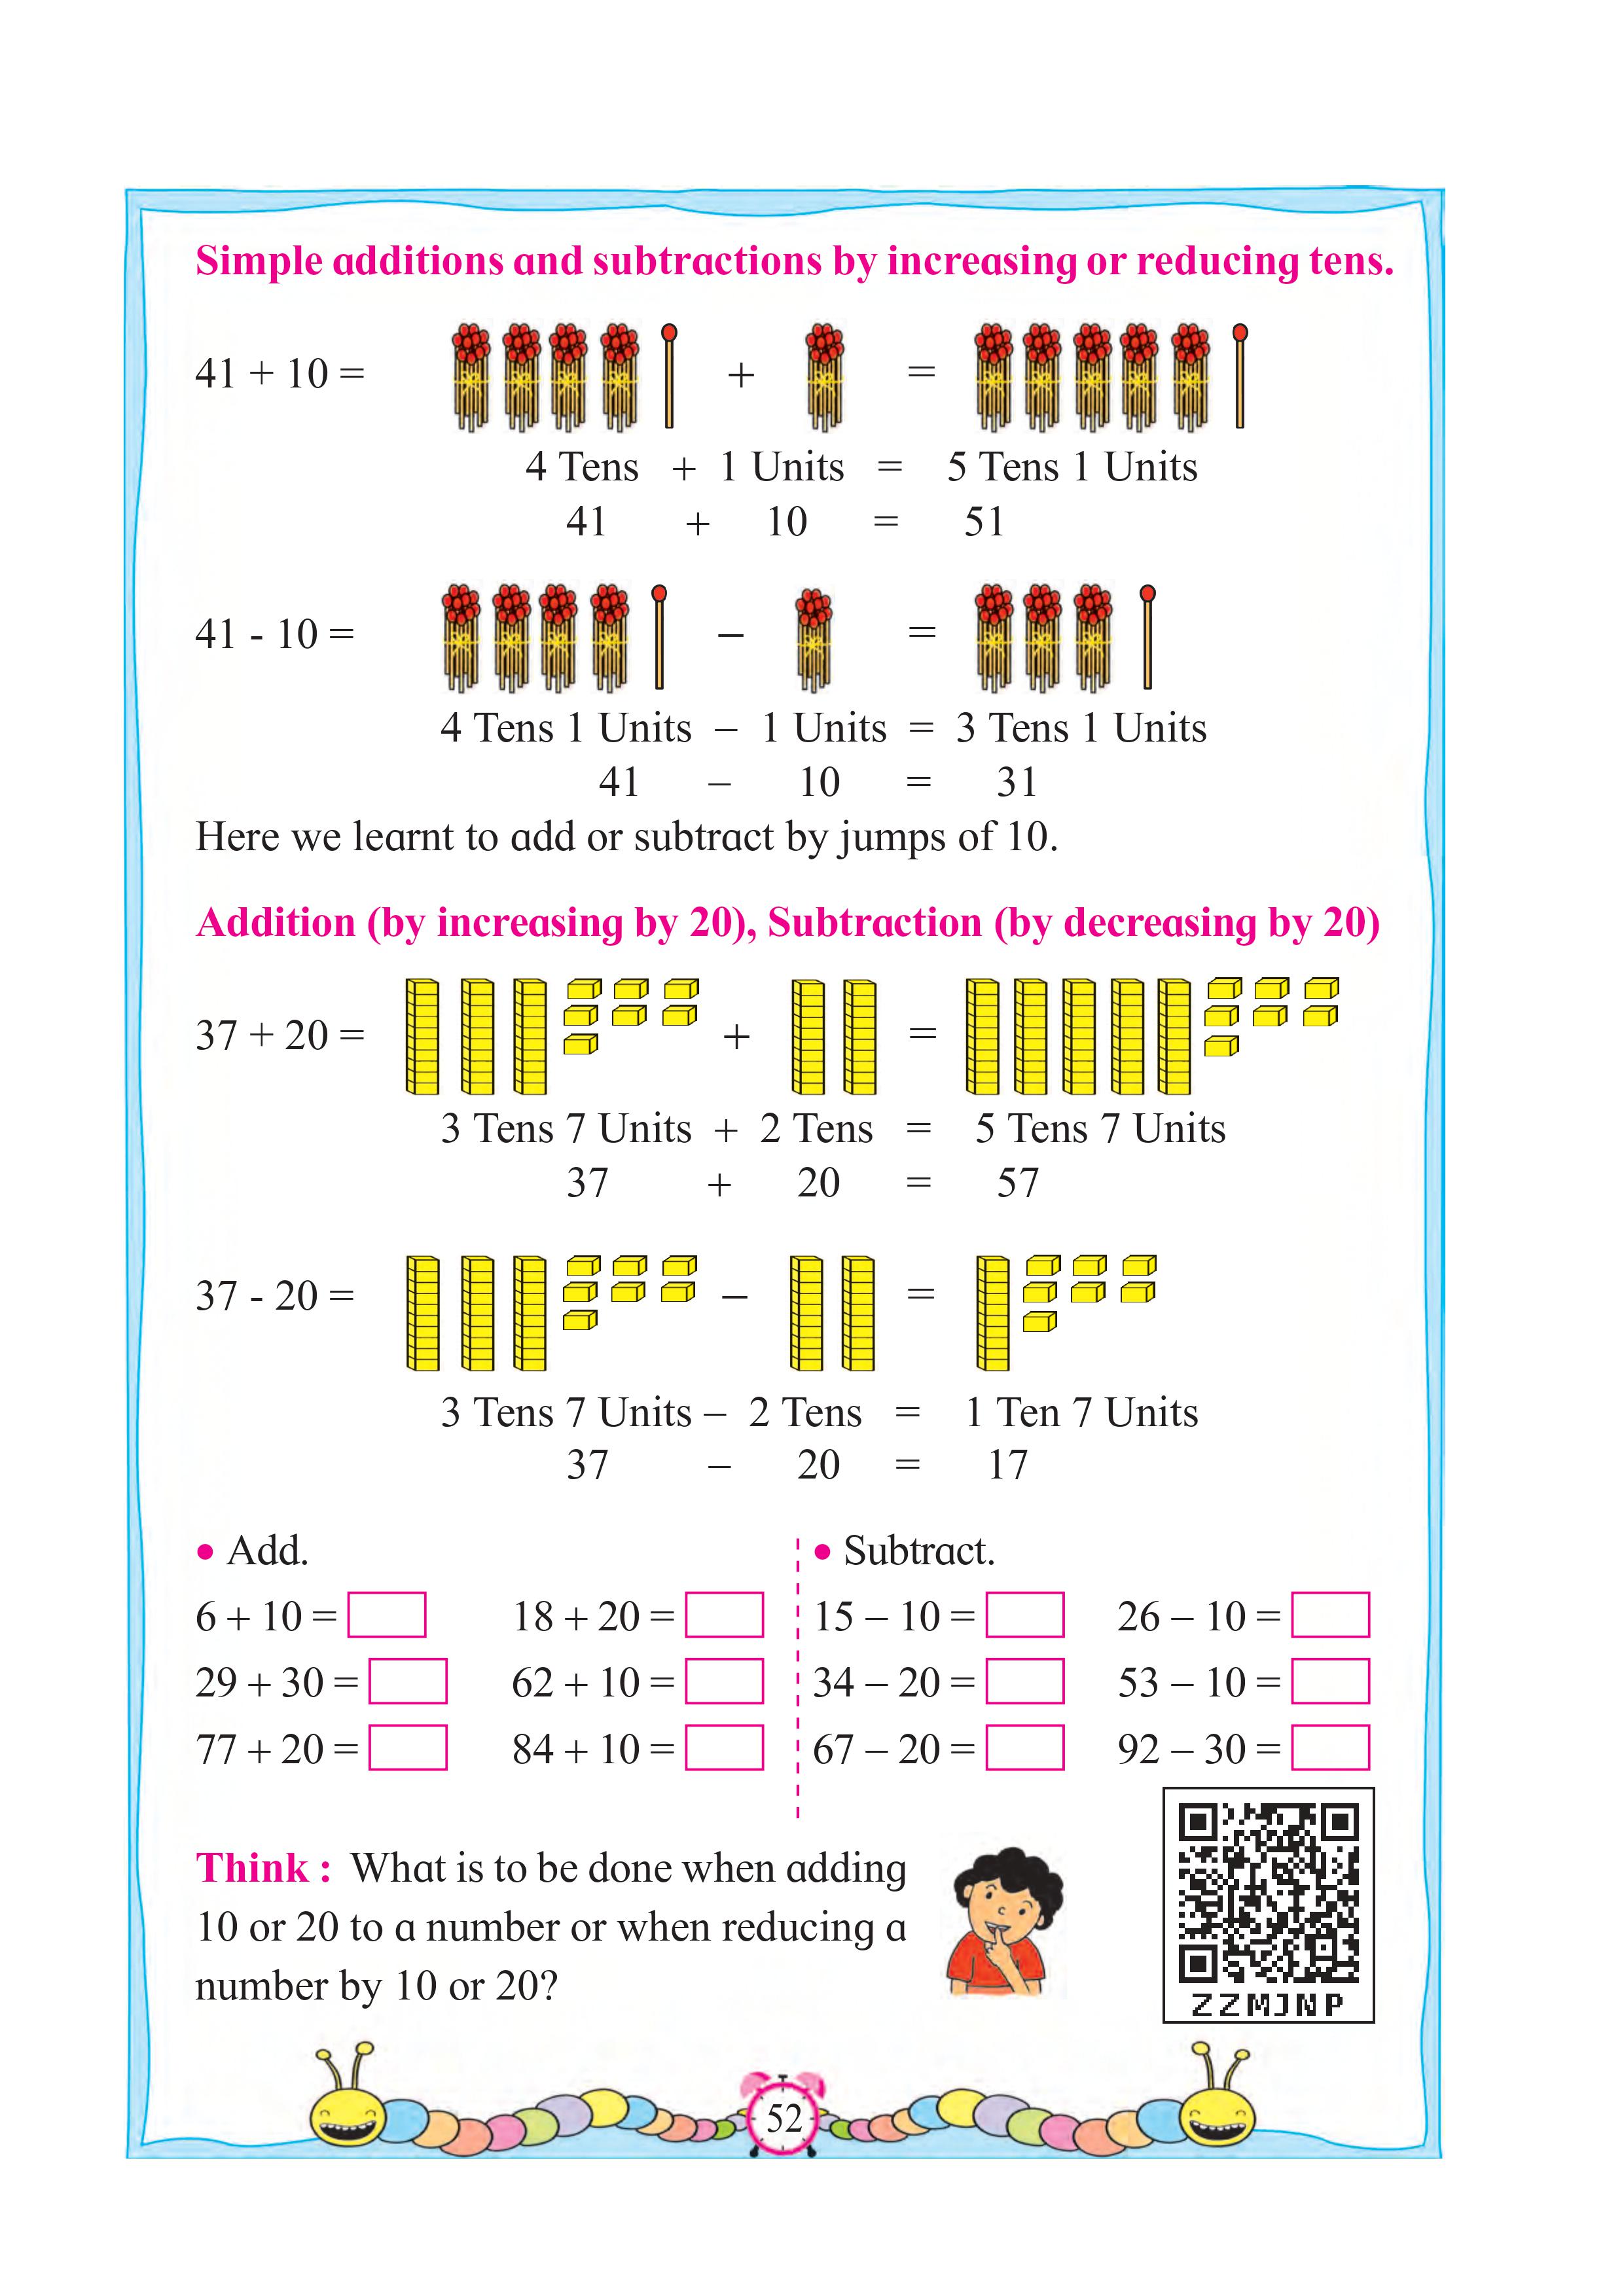 Simple additions and subtractions by increasing or reducing tens.
41 + 10 = + =
4 Tens + 1 Units = 5 Tens 1 Units
41 + 10 = 51
41 - 10 = – =
4 Tens 1 Units – 1 Units = 3 Tens 1 Units
41 – 10 = 31
Here we learnt to add or subtract by jumps of 10.
Addition (by increasing by 20), Subtraction (by decreasing by 20)
37 + 20 = + =
3 Tens 7 Units + 2 Tens = 5 Tens 7 Units
37 + 20 = 57
37 - 20 = – =
3 Tens 7 Units – 2 Tens = 1 Ten 7 Units
37 – 20 = 17
• Add.
6 + 10 = 18 + 20 =
29 + 30 = 62 + 10 =
77 + 20 = 84 + 10 =
• Subtract.
15 – 10 = 26 – 10 =
34 – 20 = 53 – 10 =
67 – 20 = 92 – 30 =
Think : What is to be done when adding
10 or 20 to a number or when reducing a
number by 10 or 20?
ZZMJNP
52